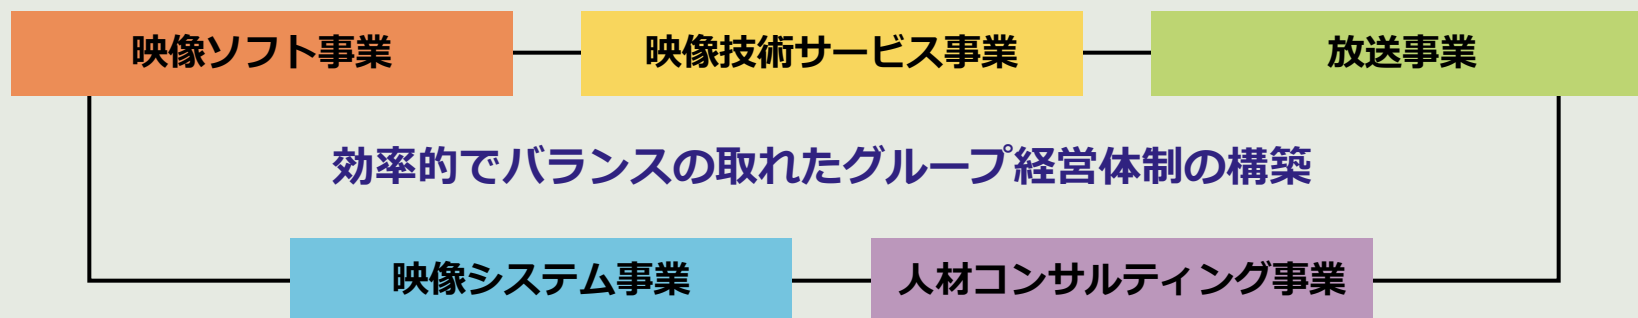 映像ソフト事業
映像技術サービス事業
放送事業
効率的でバランスの取れたグループ経営体制の構築
映像システム事業
人材コンサルティング事業